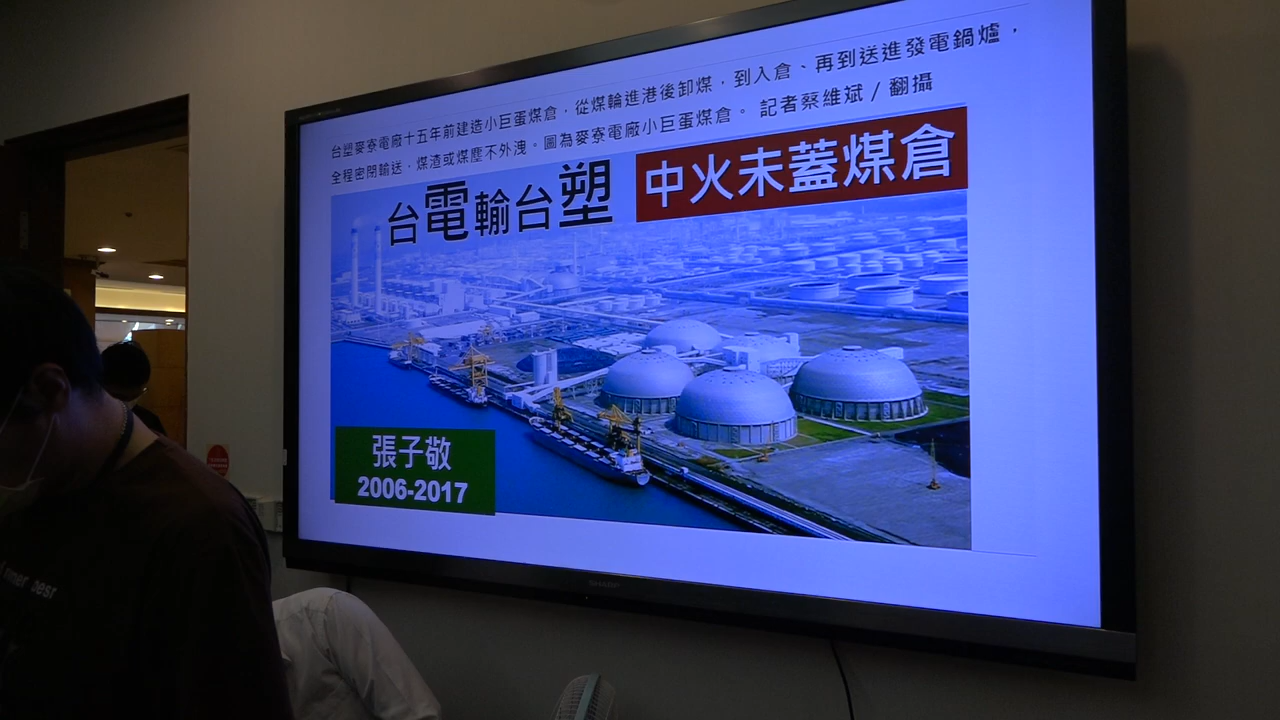 台塑麥寮電廠十五年前建造小巨蛋煤倉，從煤輪進港後卸煤，到入倉、再到送進發電鍋爐，
全程密閉輸送，煤渣或煤塵不外洩。圖為麥寮電廠小巨蛋煤倉。 記者蔡維斌／翻攝
台電輸台塑
中火未蓋煤倉
張子敬
2006-2017
SHARP